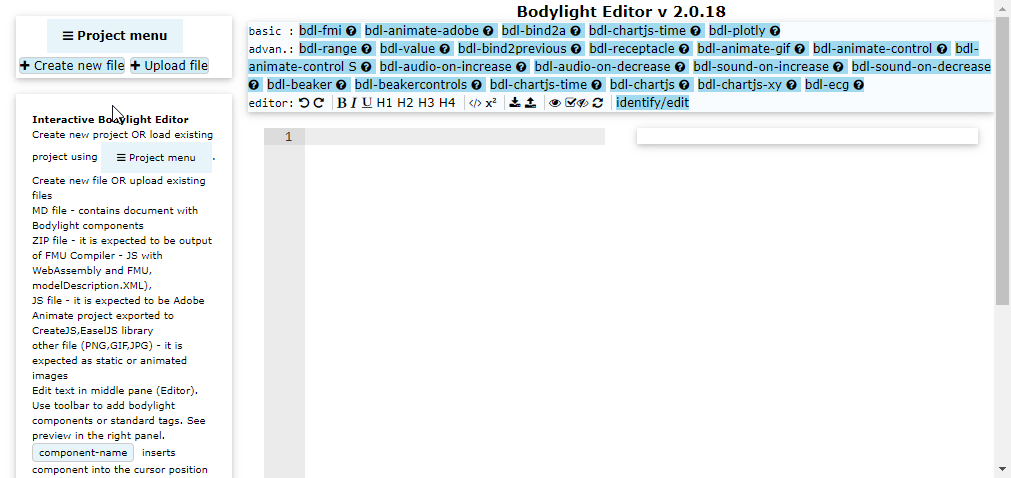 Bodylight Editor v 2.0.18
Project menu
Create new file Upload file
Interactive Bodylight Editor
Create new project OR load existing
project using Project menu .
Create new file OR upload existing
files
MD file - contains document with
Bodylight components
ZIP file - it is expected to be output
of FMU Compiler - JS with
WebAssembly and FMU,
modelDescription.XML),
JS file - it is expected to be Adobe
Animate project exported to
CreateJS,EaselJS library
other file (PNG,GIF,JPG) - it is
expected as static or animated
images
Edit text in middle pane (Editor).
Use toolbar to add bodylight
components or standard tags. See
preview in the right panel.
component-name inserts
component into the cursor position
basic : bdl-fmi bdl-animate-adobe bdl-bind2a bdl-chartjs-time bdl-plotly
advan.: bdl-range bdl-value bdl-bind2previous bdl-receptacle bdl-animate-gif bdl-animate-control bdl-
animate-control S bdl-audio-on-increase bdl-audio-on-decrease bdl-sound-on-increase bdl-sound-on-decrease
bdl-beaker bdl-beakercontrols bdl-chartjs-time bdl-chartjs bdl-chartjs-xy bdl-ecg
editor: B I U H1 H2 H3 H4 </> x² identify/edit
1